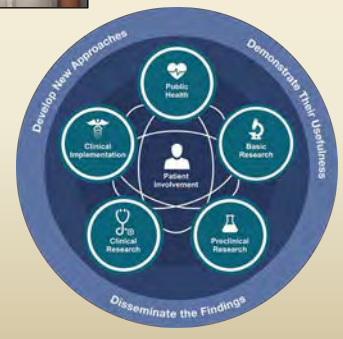 Develop New Approaches
Demonstrate Their Usefulness
Public
Health
Clinical
Implementation
Basic
Research
Patient
Involvement
Clinical
Research
Preclinical
Research
Disseminate the Findings